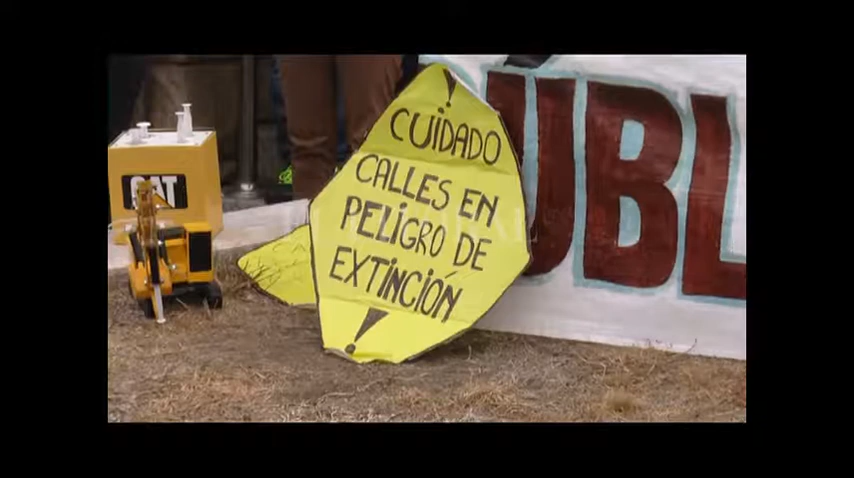 CAT
¡
CUIDADO
CALLES EN
PELIGRO DE
EXTINCIÓN
!
ÚBL